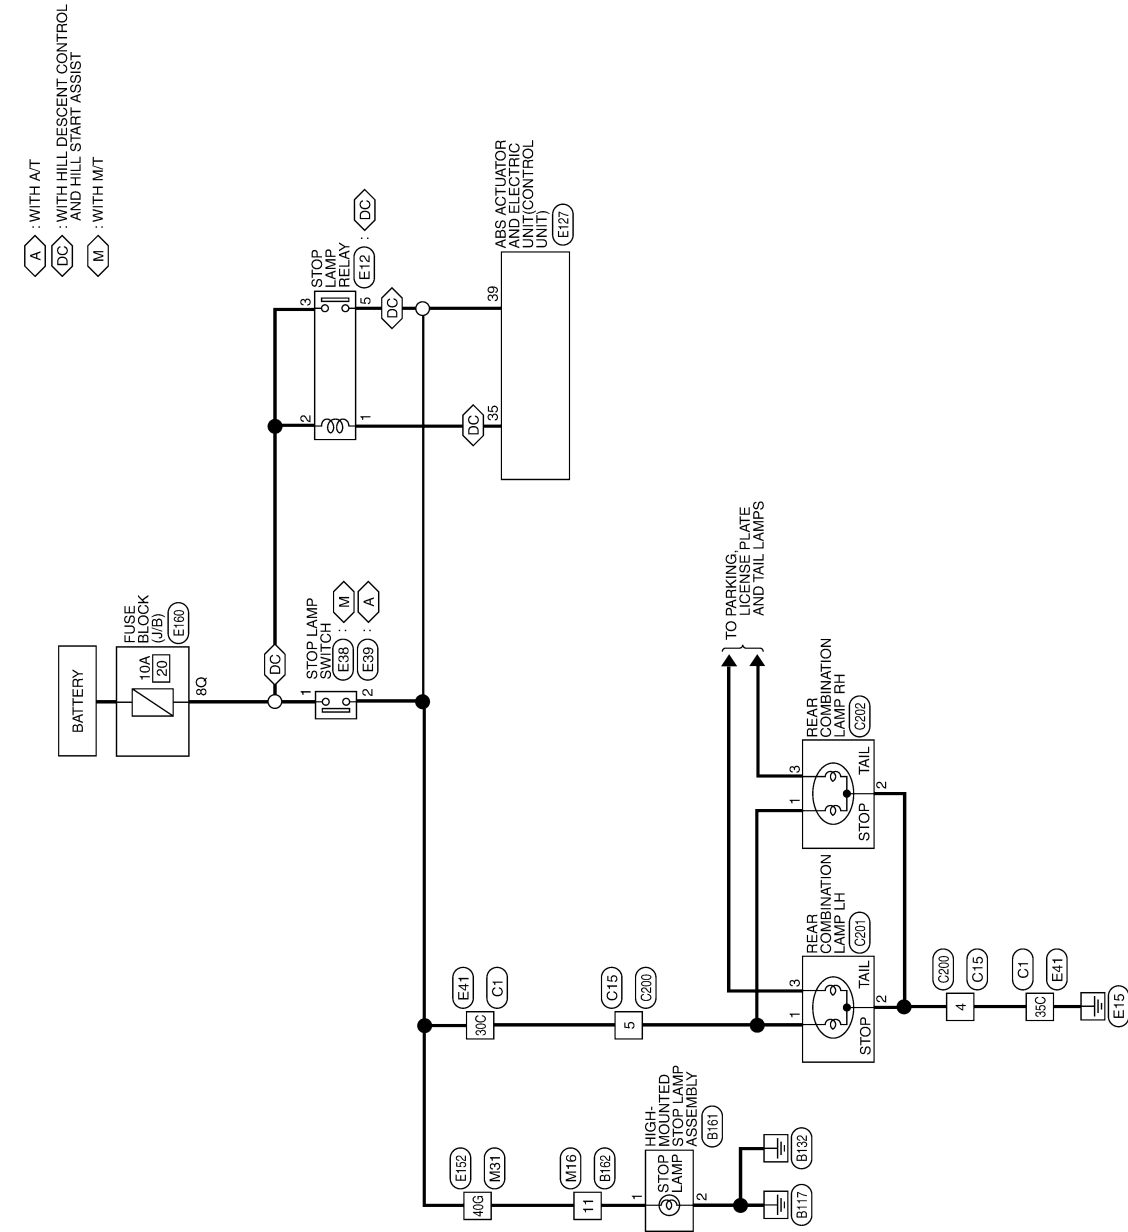 A : WITH A/T
DC : WITH HILL DESCENT CONTROL
AND HILL START ASSIST
M : WITH M/T
BATTERY
FUSE
BLOCK
(J/B)
E160
10A
20
8Q
DC
STOP LAMP
SWITCH
E38 : M
E39 : A
1
2
STOP
LAMP
RELAY
E12 : DC
2
3
1
5
DC
DC
35
39
ABS ACTUATOR
AND ELECTRIC
UNIT(CONTROL
UNIT)
E127
40G
E152
M31
11
M16
B162
HIGH-
MOUNTED
STOP LAMP
ASSEMBLY
B161
1
STOP
LAMP
2
B117
B132
30C
E41
C1
5
C15
C200
TO PARKING,
LICENSE PLATE
AND TAIL LAMPS
REAR
COMBINATION
LAMP LH
C201
1
3
STOP
TAIL
2
REAR
COMBINATION
LAMP RH
C202
1
3
STOP
TAIL
2
4
C200
C15
35C
C1
E41
E15